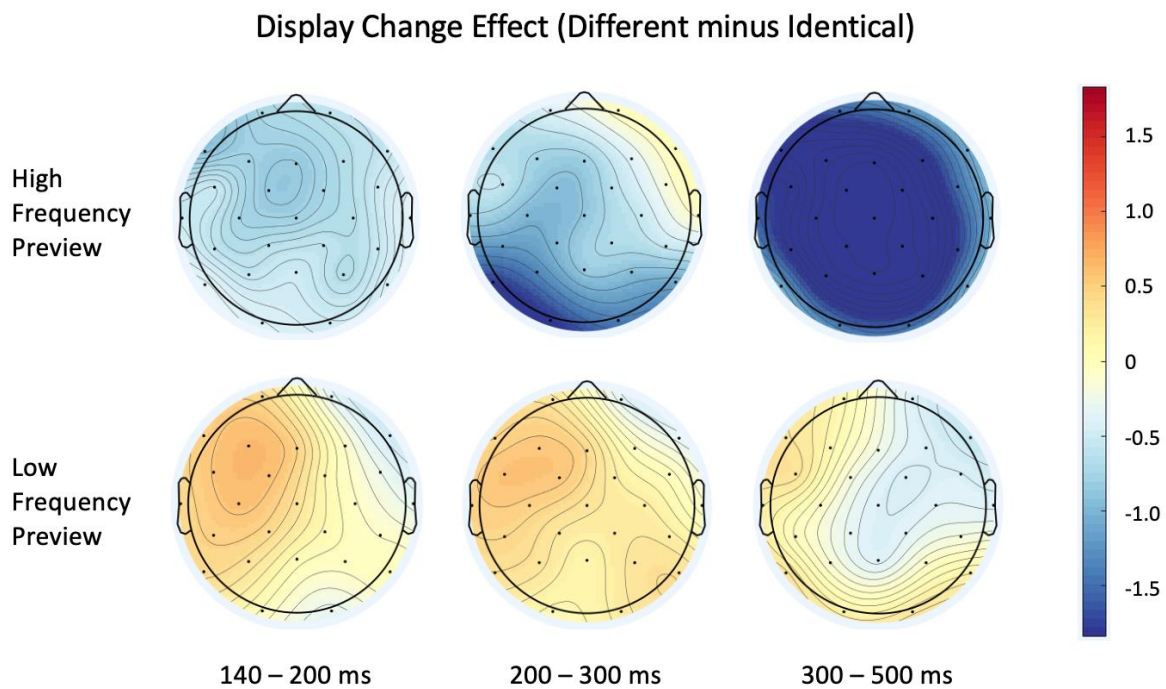 Display Change Effect (Different minus Identical)
High
Frequency
Preview
1.5
1.0
0.5
0
-0.5
-1.0
-1.5
Low
Frequency
Preview
140 – 200 ms
200 – 300 ms
300 – 500 ms